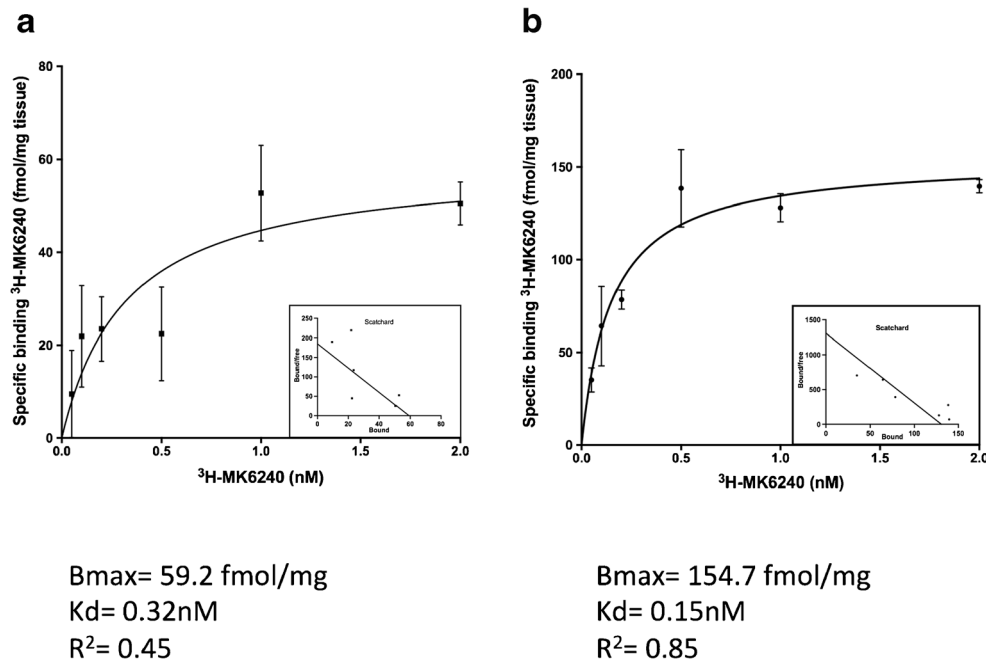 a
Specific binding ³H-MK6240 (fmol/mg tissue)
80
60
40
20
0
0.0 0.5 1.0 1.5 2.0
³H-MK6240 (nM)
Scatchard
Bound/free
250
200
150
100
50
0
0 20 40 60 80
Bound
Bmax= 59.2 fmol/mg
Kd= 0.32nM
R²= 0.45
b
Specific binding ³H-MK6240 (fmol/mg tissue)
200
150
100
50
0
0.0 0.5 1.0 1.5 2.0
³H-MK6240 (nM)
Scatchard
Bound/free
1500
1000
500
0
0 50 100 150
Bound
Bmax= 154.7 fmol/mg
Kd= 0.15nM
R²= 0.85